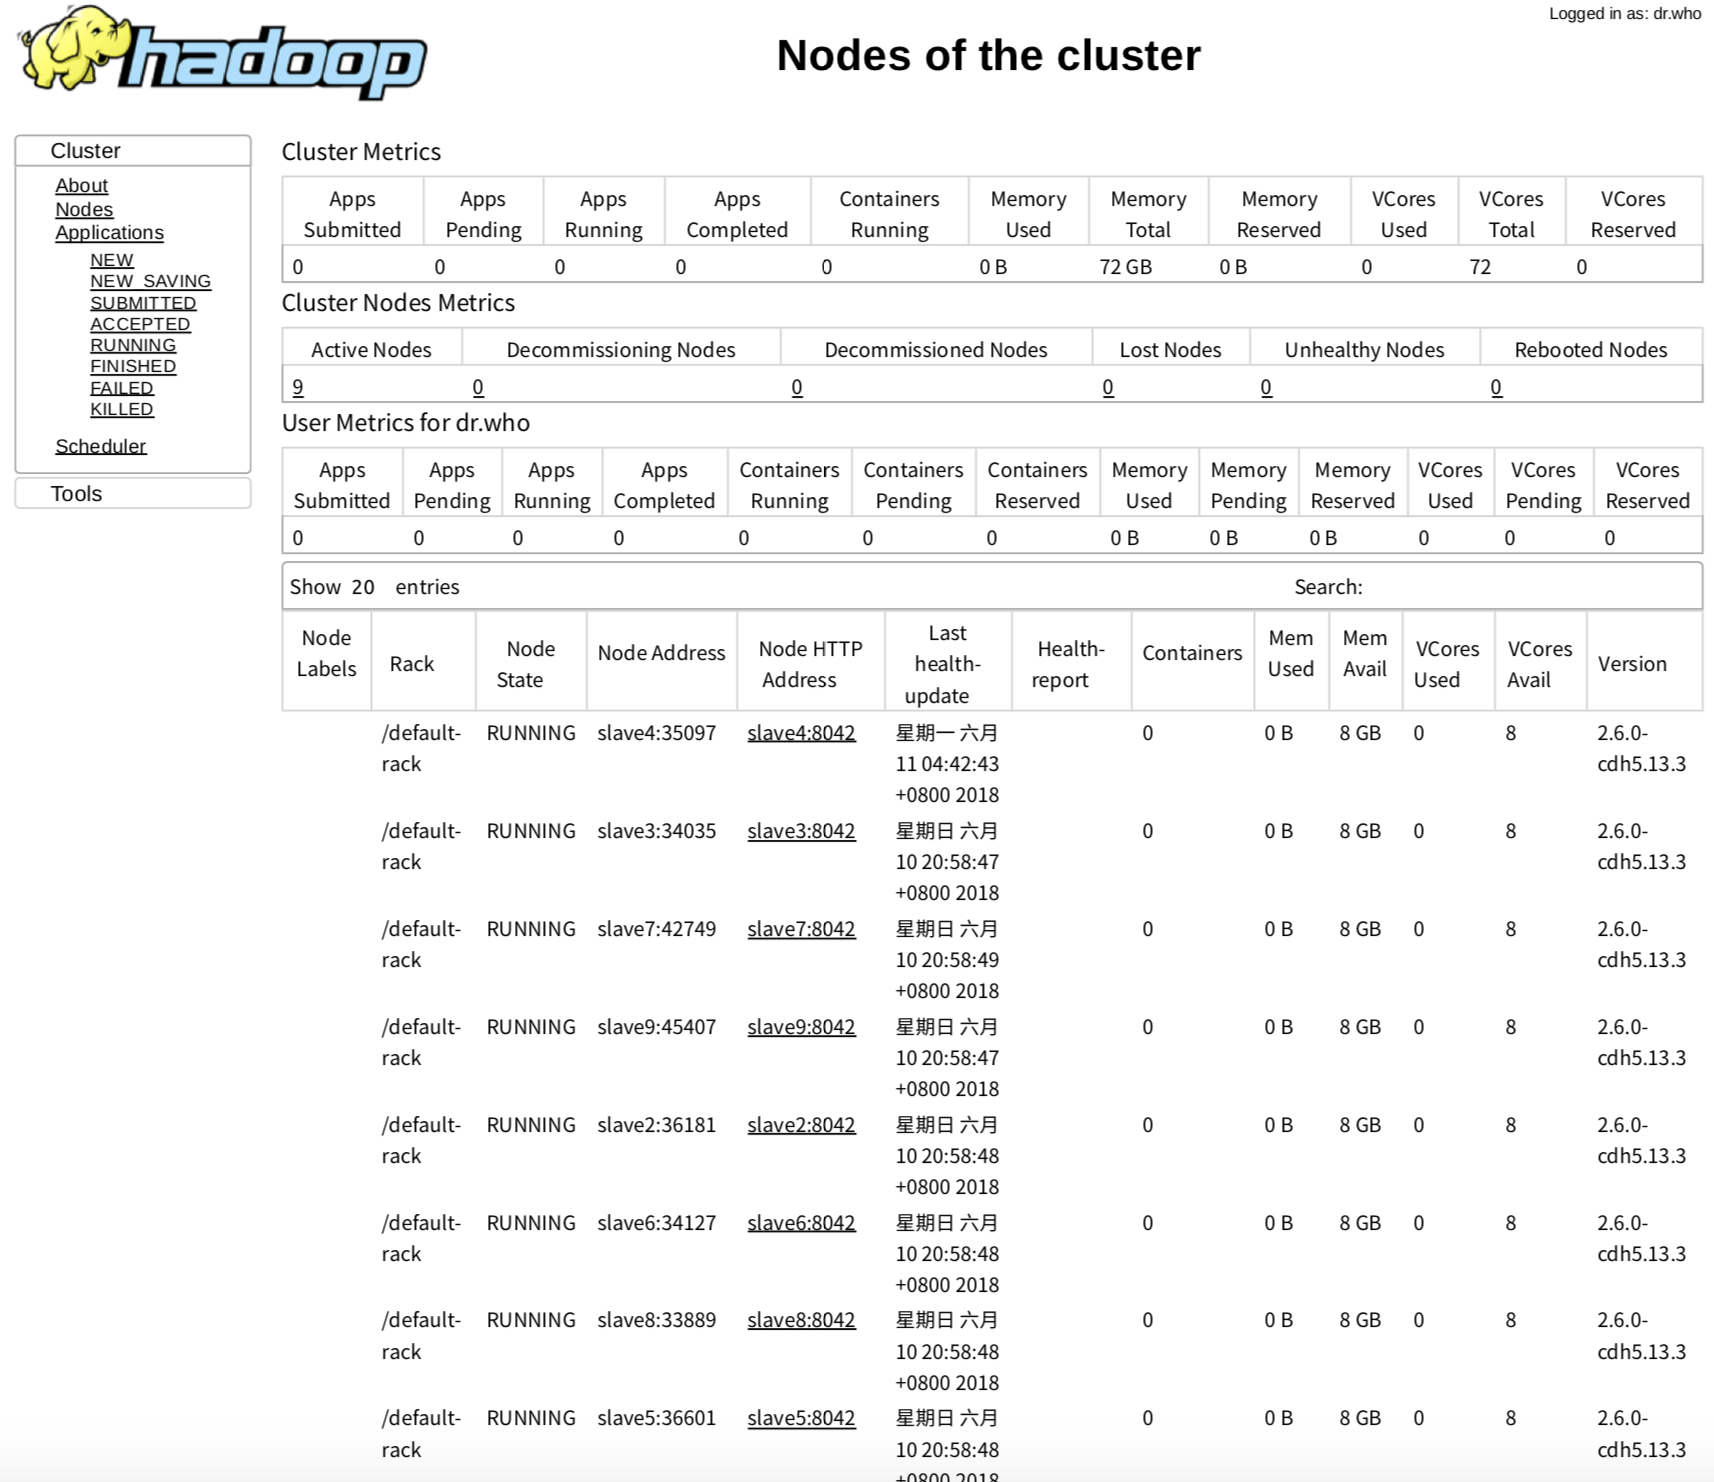 Logged in as: dr.who
hadoop
Nodes of the cluster
Cluster
About
Nodes
Applications
NEW
NEW_SAVING
SUBMITTED
ACCEPTED
RUNNING
FINISHED
FAILED
KILLED
Scheduler
Tools
Cluster Metrics
Apps Submitted Apps Pending Apps Running Apps Completed Containers Running Memory Used Memory Total Memory Reserved VCores Used VCores Total VCores Reserved
0 0 0 0 0 0 B 72 GB 0 B 0 72 0
Cluster Nodes Metrics
Active Nodes Decommissioning Nodes Decommissioned Nodes Lost Nodes Unhealthy Nodes Rebooted Nodes
9 0 0 0 0 0
User Metrics for dr.who
Apps Submitted Apps Pending Apps Running Apps Completed Containers Running Containers Pending Containers Reserved Memory Used Memory Pending Memory Reserved VCores Used VCores Pending VCores Reserved
0 0 0 0 0 0 0 0 B 0 B 0 B 0 0 0
Show 20 entries Search:
Node Labels Rack Node State Node Address Node HTTP Address Last health-update Health-report Containers Mem Used Mem Avail VCores Used VCores Avail Version
/default- RUNNING slave4:35097 slave4:8042 星期一 六月 0 0 B 8 GB 0 8 2.6.0-
rack 11 04:42:43 cdh5.13.3
+0800 2018
/default- RUNNING slave3:34035 slave3:8042 星期日 六月 0 0 B 8 GB 0 8 2.6.0-
rack 10 20:58:47 cdh5.13.3
+0800 2018
/default- RUNNING slave7:42749 slave7:8042 星期日 六月 0 0 B 8 GB 0 8 2.6.0-
rack 10 20:58:49 cdh5.13.3
+0800 2018
/default- RUNNING slave9:45407 slave9:8042 星期日 六月 0 0 B 8 GB 0 8 2.6.0-
rack 10 20:58:47 cdh5.13.3
+0800 2018
/default- RUNNING slave2:36181 slave2:8042 星期日 六月 0 0 B 8 GB 0 8 2.6.0-
rack 10 20:58:48 cdh5.13.3
+0800 2018
/default- RUNNING slave6:34127 slave6:8042 星期日 六月 0 0 B 8 GB 0 8 2.6.0-
rack 10 20:58:48 cdh5.13.3
+0800 2018
/default- RUNNING slave8:33889 slave8:8042 星期日 六月 0 0 B 8 GB 0 8 2.6.0-
rack 10 20:58:48 cdh5.13.3
+0800 2018
/default- RUNNING slave5:36601 slave5:8042 星期日 六月 0 0 B 8 GB 0 8 2.6.0-
rack 10 20:58:48 cdh5.13.3
+0800 2018